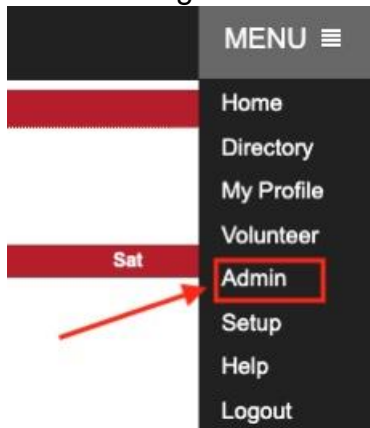 MENU ≡
Home
Directory
My Profile
Volunteer
Sat
Admin
Setup
Help
Logout